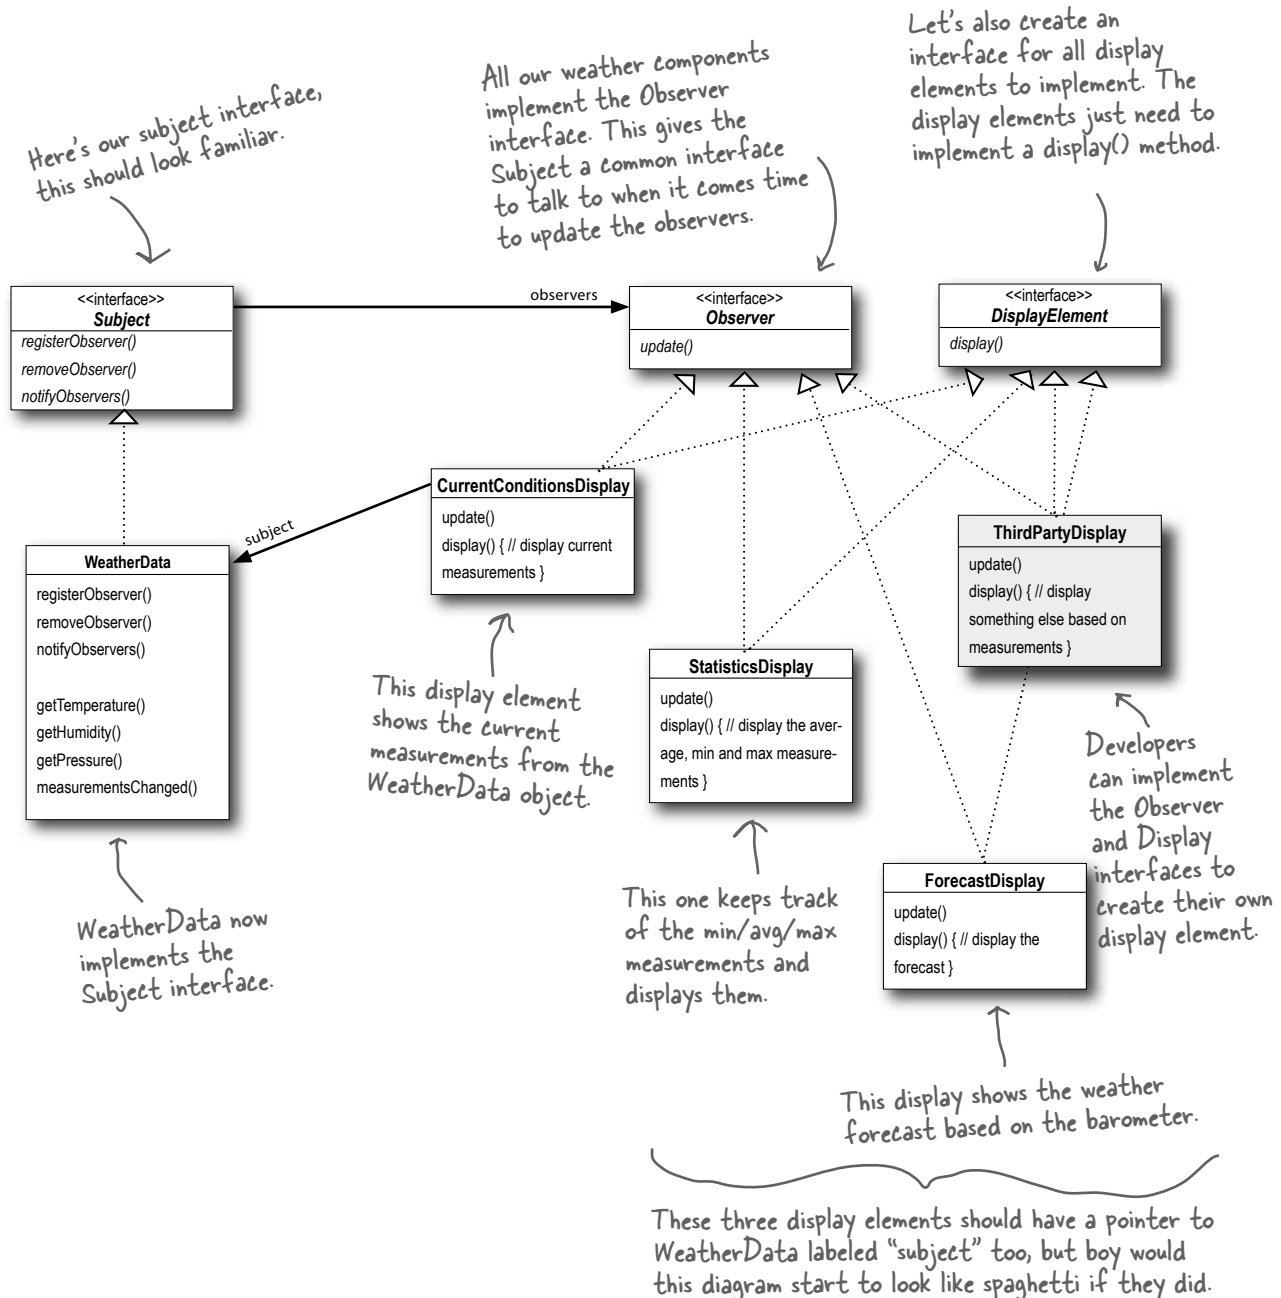 Here's our subject interface,
this should look familiar.
All our weather components
implement the Observer
interface. This gives the
Subject a common interface
to talk to when it comes time
to update the observers.
Let's also create an
interface for all display
elements to implement. The
display elements just need to
implement a display() method.
<<interface>>
Subject
registerObserver()
removeObserver()
notifyObservers()
observers
<<interface>>
Observer
update()
<<interface>>
DisplayElement
display()
CurrentConditionsDisplay
update()
display() { // display current
measurements }
subject
WeatherData
registerObserver()
removeObserver()
notifyObservers()
getTemperature()
getHumidity()
getPressure()
measurementsChanged()
ThirdPartyDisplay
update()
display() { // display
something else based on
measurements }
StatisticsDisplay
update()
display() { // display the aver-
age, min and max measure-
ments }
This display element
shows the current
measurements from the
WeatherData object.
Developers
can implement
the Observer
and Display
interfaces to
create their own
display element.
ForecastDisplay
update()
display() { // display the
forecast }
WeatherData now
implements the
Subject interface.
This one keeps track
of the min/avg/max
measurements and
displays them.
This display shows the weather
forecast based on the barometer.
These three display elements should have a pointer to
WeatherData labeled "subject" too, but boy would
this diagram start to look like spaghetti if they did.